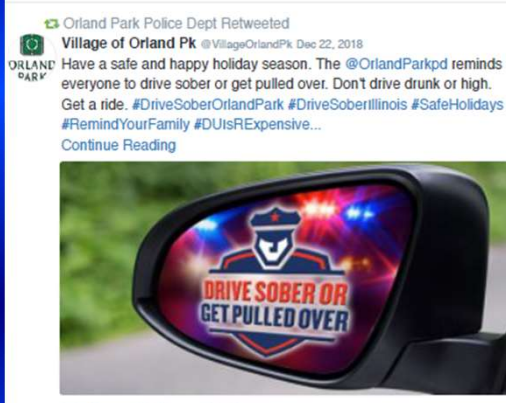 Orland Park Police Dept Retweeted
Village of Orland Pk @VillageOrlandPk Dec 22, 2018
ORLAND
PARK
Have a safe and happy holiday season. The @OrlandParkpd reminds
everyone to drive sober or get pulled over. Don't drive drunk or high.
Get a ride. #DriveSoberOrlandPark #DriveSoberIllinois #SafeHolidays
#RemindYourFamily #DUIsRExpensive...
Continue Reading
DRIVE SOBER OR
GET PULLED OVER